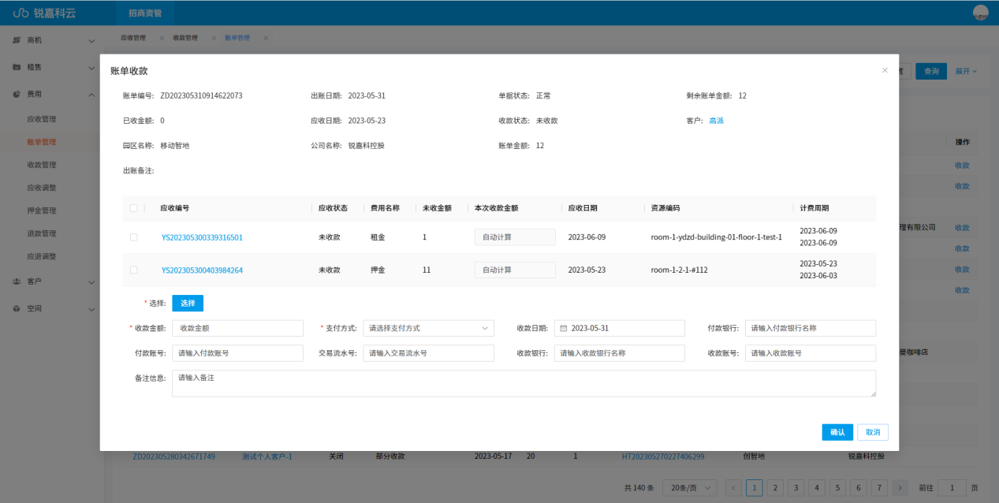 锐嘉科云 招商资管
商机 应收管理 × 收款管理 × 账单管理 ×
租售
费用
应收管理
账单管理
收款管理
应收调整
押金管理
退款管理
应退调整
客户
空间
查询 展开
账单收款
账单编号: ZD202305310914622073 出账日期: 2023-05-31 单据状态: 正常 剩余账单金额: 12
已收金额: 0 应收日期: 2023-05-23 收款状态: 未收款 客户: 高派
园区名称: 移动智地 公司名称: 锐嘉科控股 账单金额: 12
出账备注:
应收编号 应收状态 费用名称 未收金额 本次收款金额 应收日期 资源编码 计费周期
YS202305300339316501 未收款 租金 1 自动计算 2023-06-09 room-1-ydzd-building-01-floor-1-test-1 2023-06-09
2023-06-09
YS202305300403984264 未收款 押金 11 自动计算 2023-05-23 room-1-2-1-#112 2023-05-23
2023-06-03
* 选择: 选择
* 收款金额: 收款金额 * 支付方式: 请选择支付方式 收款日期: 2023-05-31 付款银行: 请输入付款银行名称
付款账号: 请输入付款账号 交易流水号: 请输入交易流水号 收款银行: 请输入收款银行名称 收款账号: 请输入收款账号
备注信息: 请输入备注
确认 取消
操作
收款
收款
理有限公司 收款
收款
收款
收款
曼咖啡店
ZD202305280342671749 测试个人客户-1 关闭 部分收款 2023-05-17 20 1 HT202305270227406299 创智地 锐嘉科控股
共 140 条 20条/页 < 1 2 3 4 5 6 7 > 前往 1 页